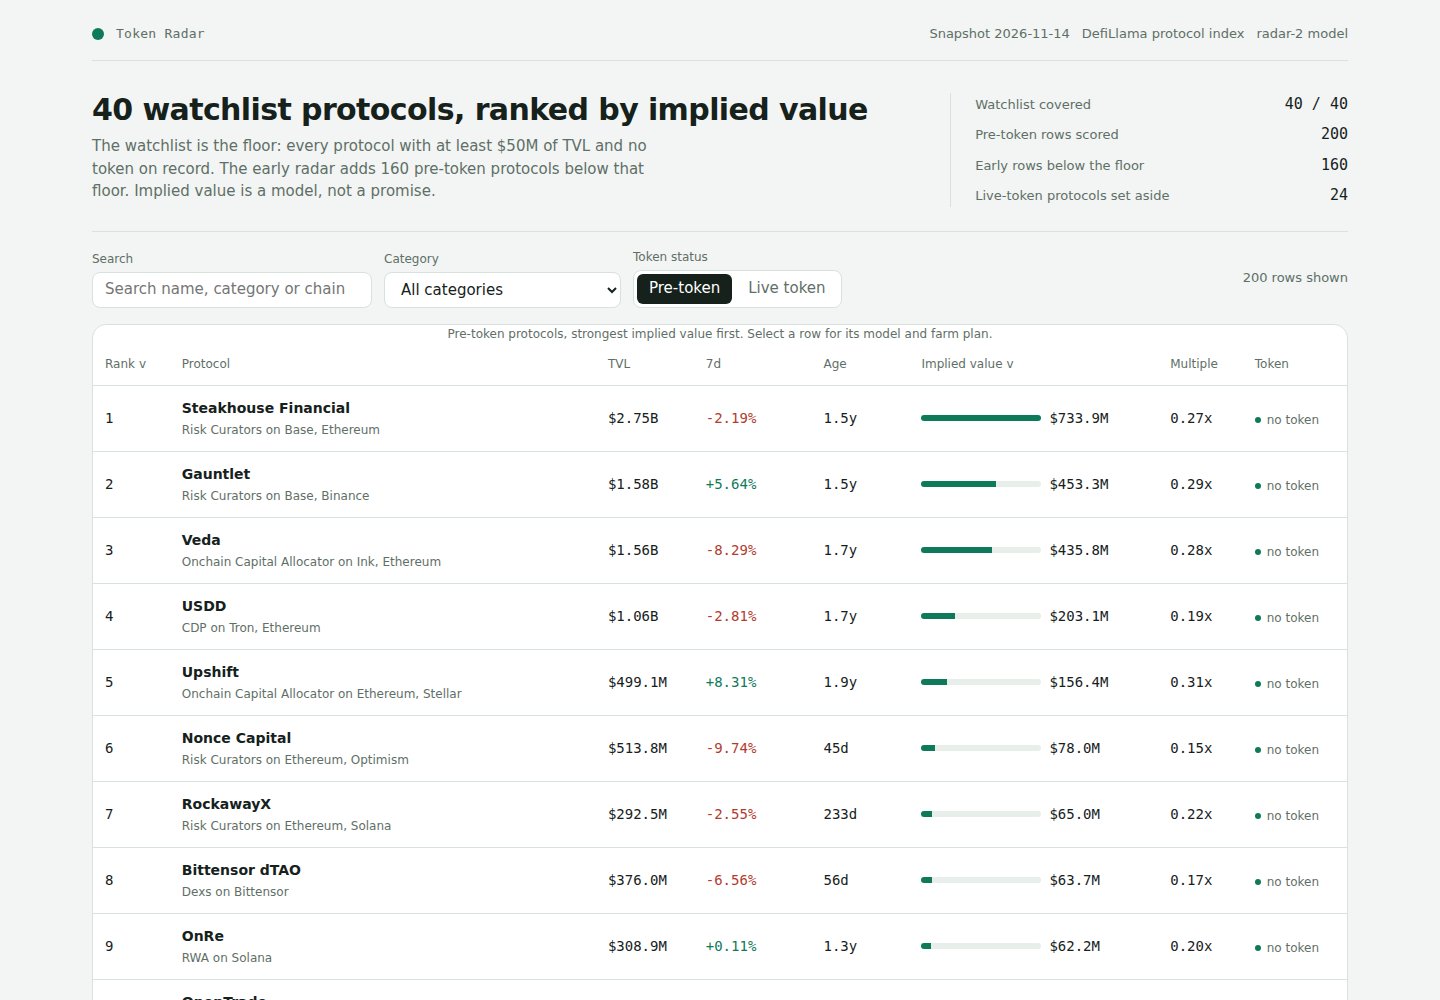 Token Radar
Snapshot 2026-11-14 DefiLlama protocol index radar-2 model
40 watchlist protocols, ranked by implied value
The watchlist is the floor: every protocol with at least $50M of TVL and no
token on record. The early radar adds 160 pre-token protocols below that
floor. Implied value is a model, not a promise.
Watchlist covered 40 / 40
Pre-token rows scored 200
Early rows below the floor 160
Live-token protocols set aside 24
Search
Category
Token status
Search name, category or chain
All categories
Pre-token Live token
200 rows shown
Pre-token protocols, strongest implied value first. Select a row for its model and farm plan.
Rank v Protocol TVL 7d Age Implied value v Multiple Token
1 Steakhouse Financial $2.75B -2.19% 1.5y $733.9M 0.27x no token
Risk Curators on Base, Ethereum
2 Gauntlet $1.58B +5.64% 1.5y $453.3M 0.29x no token
Risk Curators on Base, Binance
3 Veda $1.56B -8.29% 1.7y $435.8M 0.28x no token
Onchain Capital Allocator on Ink, Ethereum
4 USDD $1.06B -2.81% 1.7y $203.1M 0.19x no token
CDP on Tron, Ethereum
5 Upshift $499.1M +8.31% 1.9y $156.4M 0.31x no token
Onchain Capital Allocator on Ethereum, Stellar
6 Nonce Capital $513.8M -9.74% 45d $78.0M 0.15x no token
Risk Curators on Ethereum, Optimism
7 RockawayX $292.5M -2.55% 233d $65.0M 0.22x no token
Risk Curators on Ethereum, Solana
8 Bittensor dTAO $376.0M -6.56% 56d $63.7M 0.17x no token
Dexs on Bittensor
9 OnRe $308.9M +0.11% 1.3y $62.2M 0.20x no token
RWA on Solana
OpenTrade